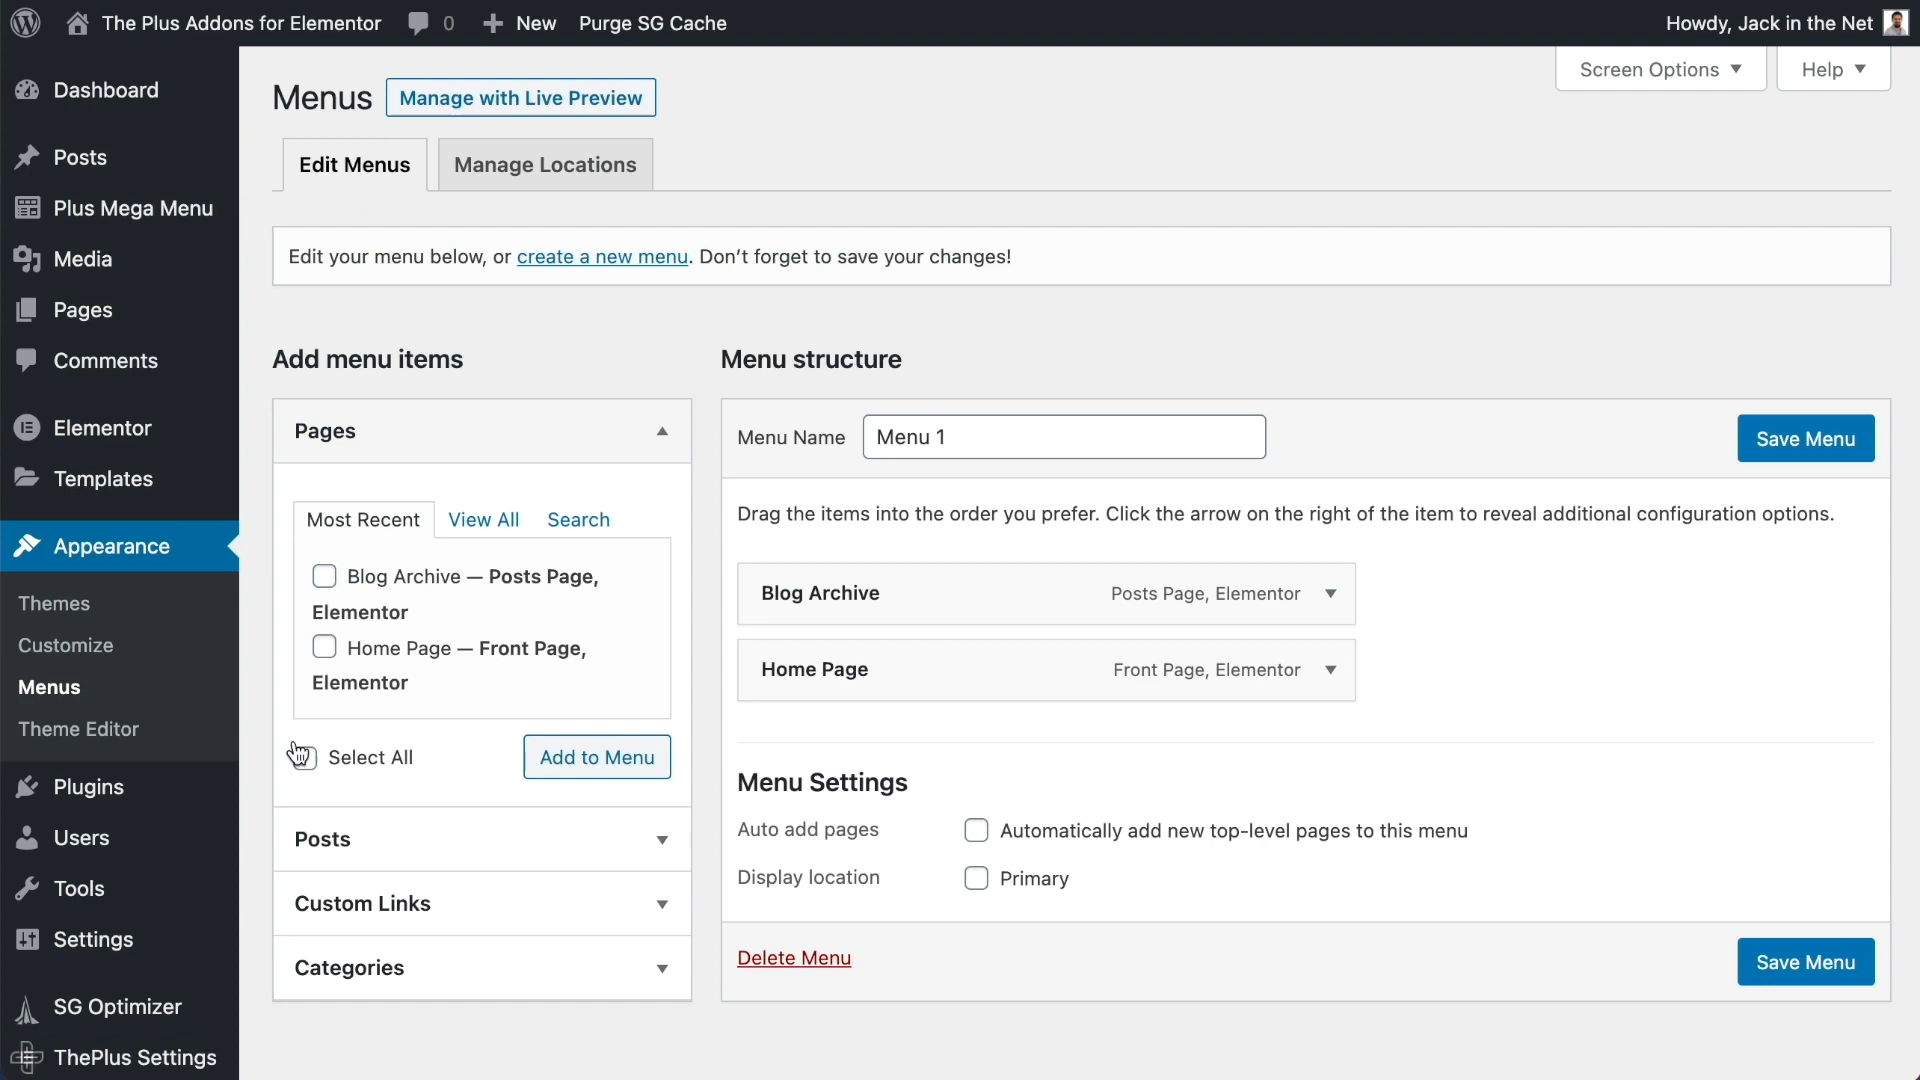 The Plus Addons for Elementor
0
New
Purge SG Cache
Howdy, Jack in the Net
Dashboard
Posts
Plus Mega Menu
Media
Pages
Comments
Elementor
Templates
Appearance
Themes
Customize
Menus
Theme Editor
Plugins
Users
Tools
Settings
SG Optimizer
ThePlus Settings
Screen Options
Help
Menus
Manage with Live Preview
Edit Menus
Manage Locations
Edit your menu below, or create a new menu. Don’t forget to save your changes!
Add menu items
Pages
Most Recent
View All
Search
Blog Archive — Posts Page,
Elementor
Home Page — Front Page,
Elementor
Select All
Add to Menu
Posts
Custom Links
Categories
Menu structure
Menu Name
Menu 1
Save Menu
Drag the items into the order you prefer. Click the arrow on the right of the item to reveal additional configuration options.
Blog Archive
Posts Page, Elementor
Home Page
Front Page, Elementor
Menu Settings
Auto add pages
Automatically add new top-level pages to this menu
Display location
Primary
Delete Menu
Save Menu